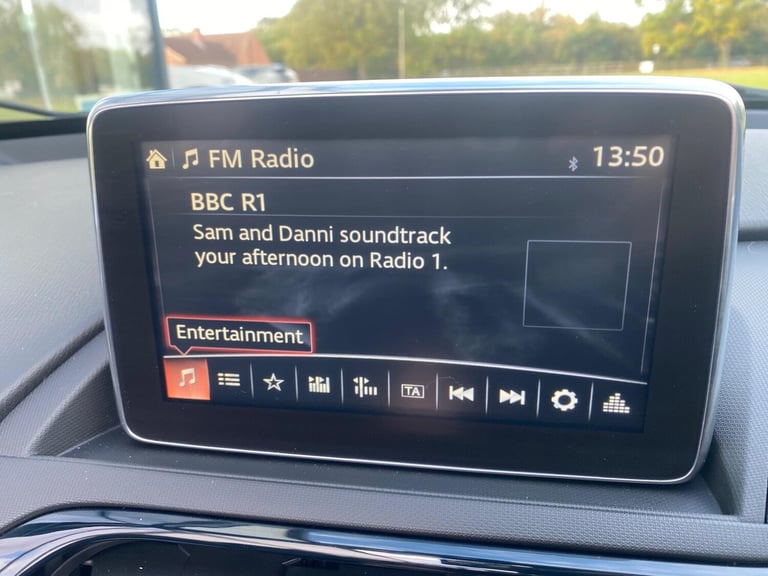 FM Radio
13:50
BBC R1
Sam and Danni soundtrack
your afternoon on Radio 1.
Entertainment
TA